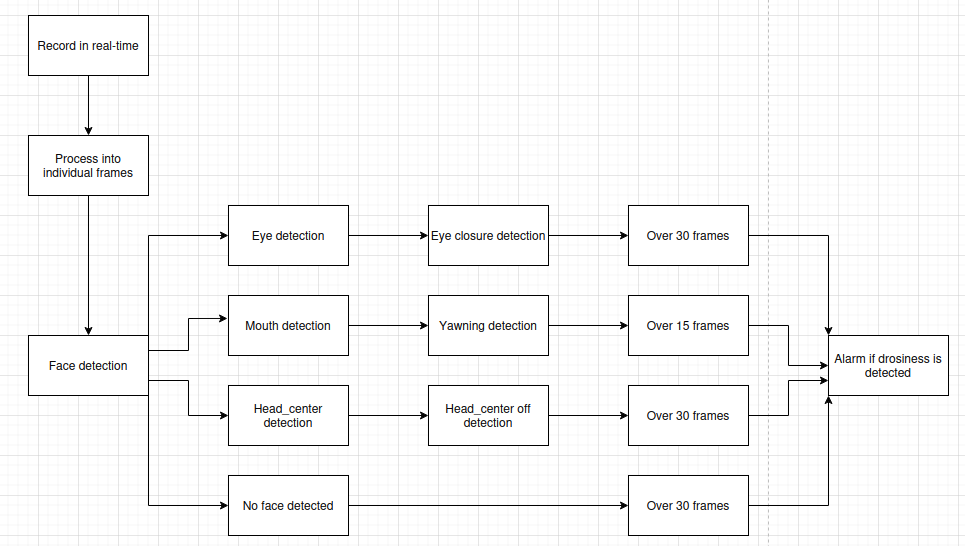 Record in real-time
Process into
individual frames
Eye detection
Eye closure detection
Over 30 frames
Mouth detection
Yawning detection
Over 15 frames
Face detection
Alarm if drosiness is
detected
Head_center
detection
Head_center off
detection
Over 30 frames
No face detected
Over 30 frames